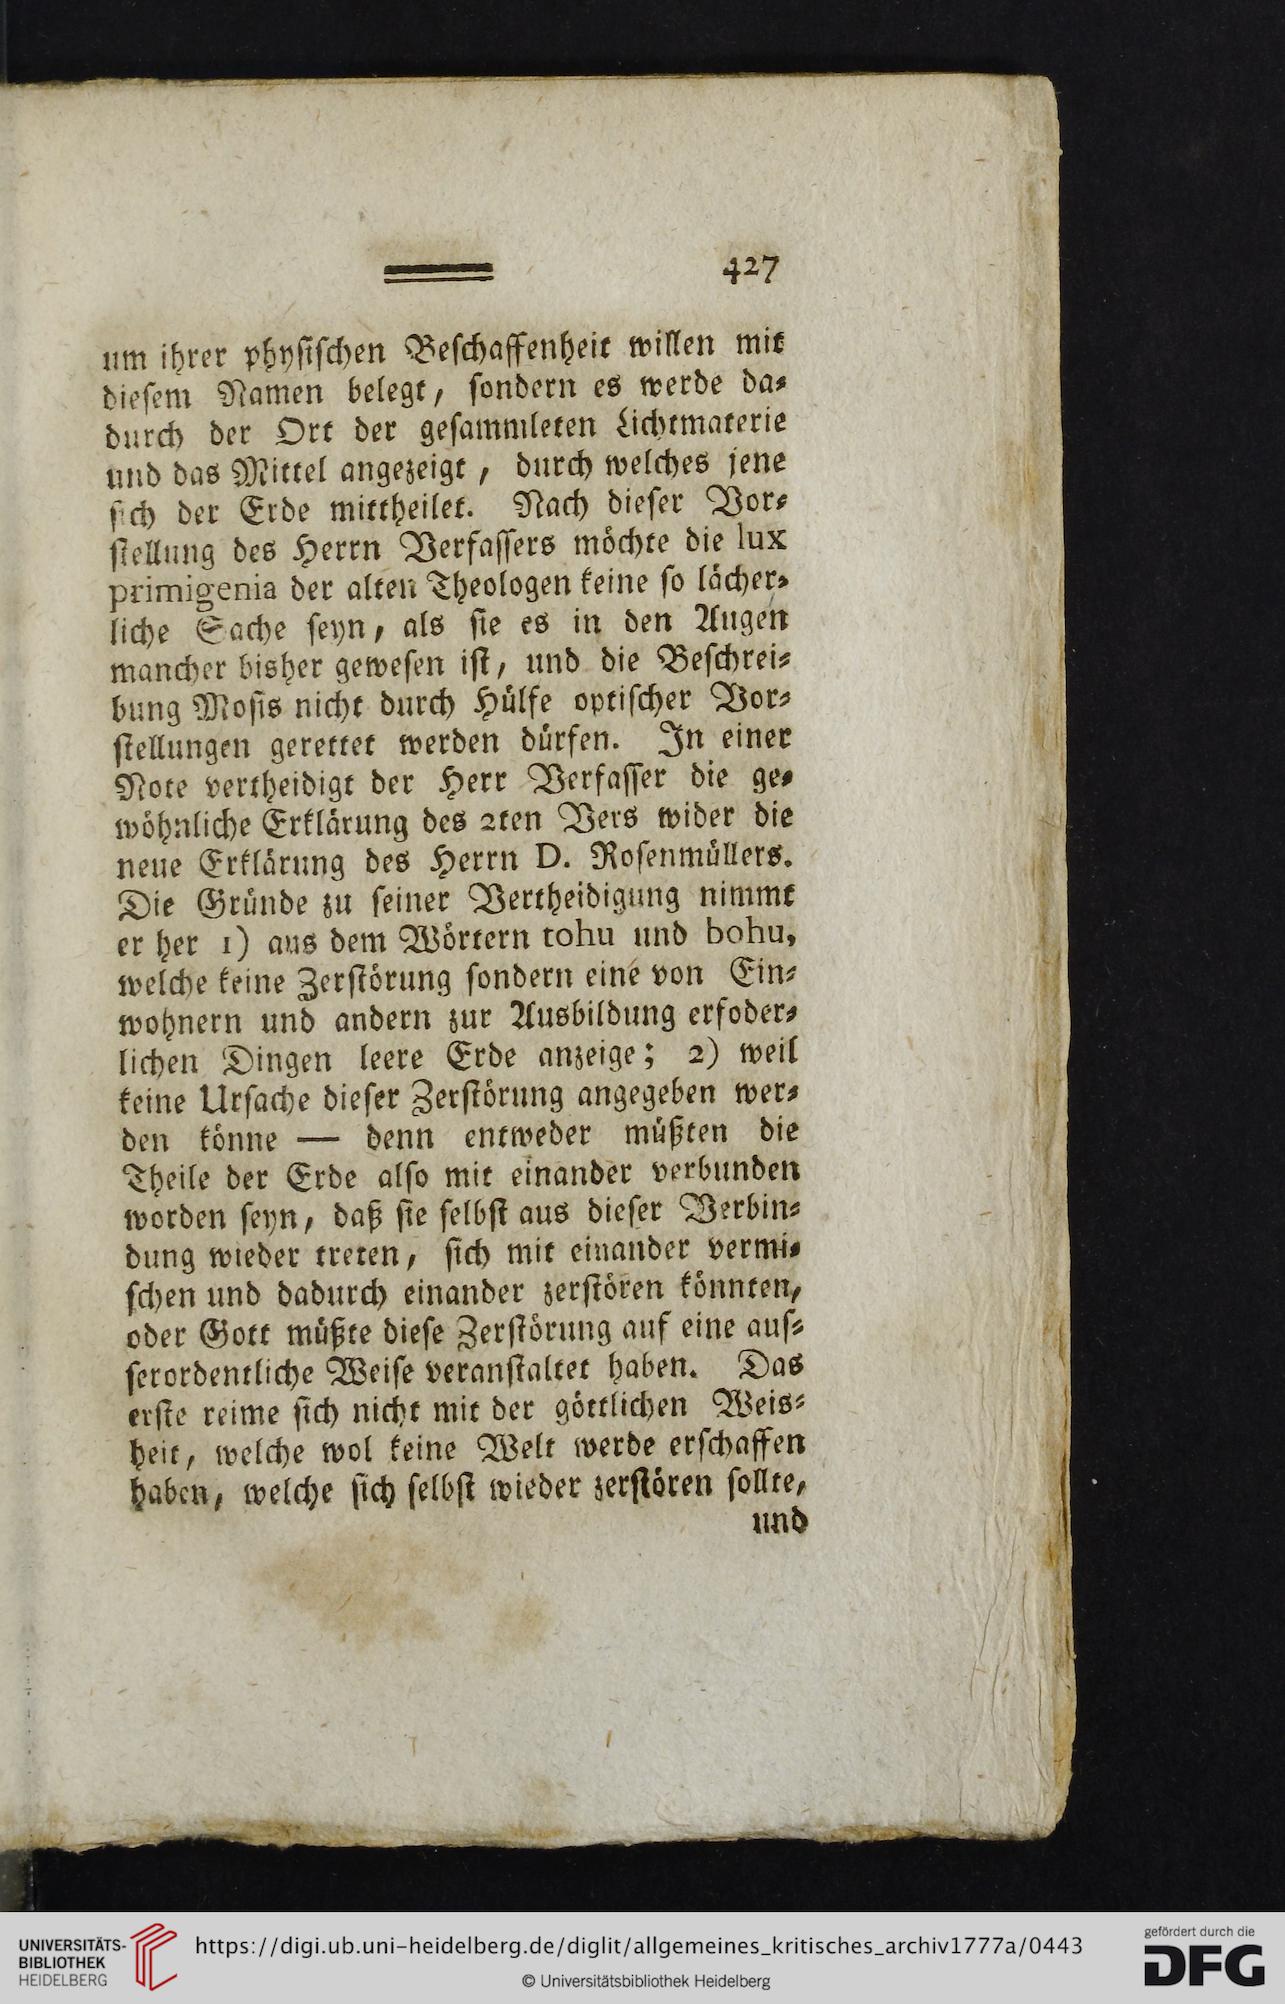 427
um ihrer physischen Beschaffenheit willen mit
diesem Namen belegt, sondern es werde da-
durch der Ort der gesammleten Lichtmaterie
und das Mittel angezeigt, durch welches jene
sich der Erde mittheilet. Nach dieser Vor-
stellung des Herrn Verfassers möchte die lux
primigenia der alten Theologen keine so lächer-
liche Sache seyn, als sie es in den Augen
mancher bisher gewesen ist, und die Beschrei-
bung Mosis nicht durch Hülfe optischer Vor-
stellungen gerettet werden dürfen. In einer
Note vertheidigt der Herr Verfasser die ge-
wöhnliche Erklärung des 2ten Vers wider die
neue Erklärung des Herrn D. Rosenmüllers.
Die Gründe zu seiner Vertheidigung nimmt
er her 1) aus dem Wörtern tohu und bohu,
welche keine Zerstörung sondern eine von Ein-
wohnern und andern zur Ausbildung erfoder-
lichen Dingen leere Erde anzeige; 2) weil
keine Ursache dieser Zerstörung angegeben wer-
den könne — denn entweder müßten die
Theile der Erde also mit einander verbunden
worden seyn, daß sie selbst aus dieser Verbin-
dung wieder treten, sich mit einander vermi-
schen und dadurch einander zerstören könnten,
oder Gott müßte diese Zerstörung auf eine aus-
serordentliche Weise veranstaltet haben. Das
erste reime sich nicht mit der göttlichen Weis-
heit, welche wol keine Welt werde erschaffen
haben, welche sich selbst wieder zerstören sollte,
und
UNIVERSITÄTS-
BIBLIOTHEK
HEIDELBERG
https://digi.ub.uni-heidelberg.de/diglit/allgemeines_kritisches_archiv1777a/0443
© Universitätsbibliothek Heidelberg
gefördert durch die
DFG